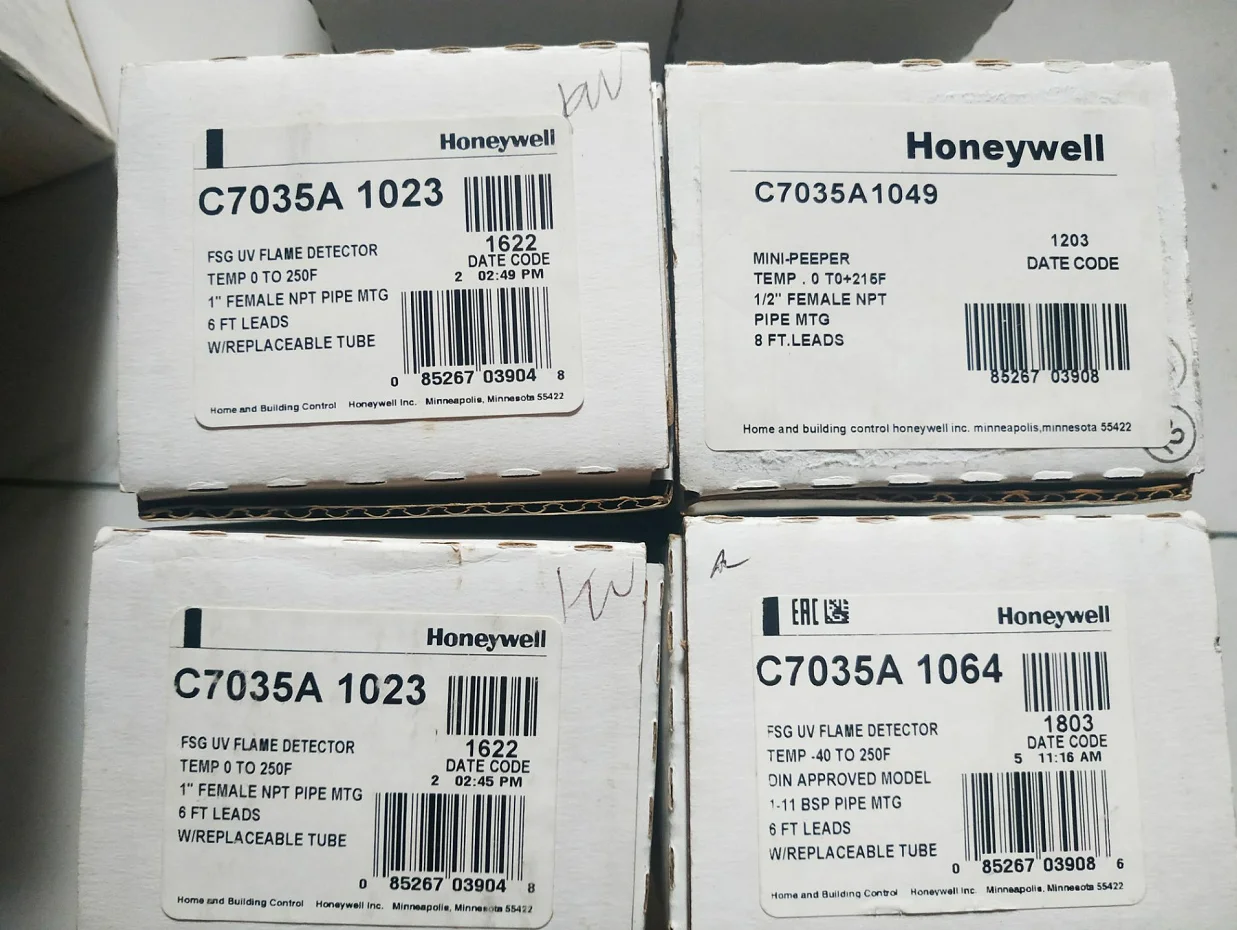 Honeywell
C7035A 1023
1622
DATE CODE
2 02:49 PM
FSG UV FLAME DETECTOR
TEMP 0 TO 250F
1" FEMALE NPT PIPE MTG
6 FT LEADS
W/REPLACEABLE TUBE
0 85267 03904 8
Home and Building Control Honeywell Inc. Minneapolis, Minnesota 55422
Honeywell
C7035A1049
1203
DATE CODE
MINI-PEEPER
TEMP . 0 T0+215F
1/2" FEMALE NPT
PIPE MTG
8 FT.LEADS
85267 03908
Home and building control honeywell inc. minneapolis,minnesota 55422
Honeywell
C7035A 1023
1622
DATE CODE
2 02:45 PM
FSG UV FLAME DETECTOR
TEMP 0 TO 250F
1" FEMALE NPT PIPE MTG
6 FT LEADS
W/REPLACEABLE TUBE
0 85267 03904 8
Home and Building Control Honeywell Inc. Minneapolis, Minnesota 55422
EAC
Honeywell
C7035A 1064
1803
DATE CODE
5 11:16 AM
FSG UV FLAME DETECTOR
TEMP -40 TO 250F
DIN APPROVED MODEL
1-11 BSP PIPE MTG
6 FT LEADS
W/REPLACEABLE TUBE
0 85267 03908 6
Home and Building Control Honeywell Inc. Minneapolis, Minnesota 55422